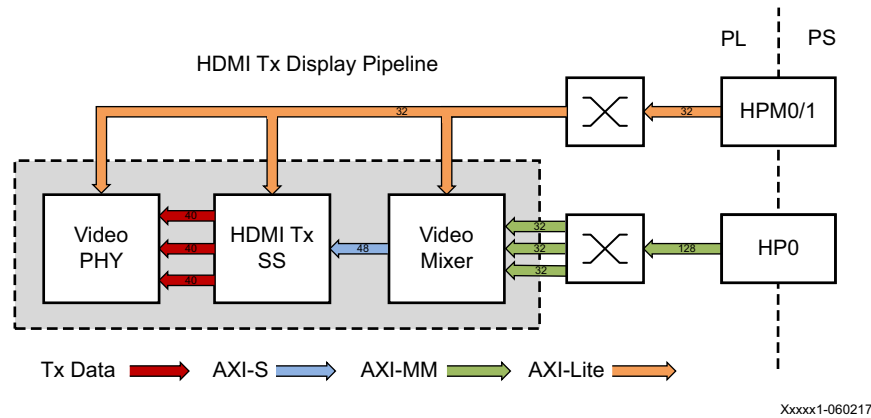 PL PS
HDMI Tx Display Pipeline
32
32
HPM0/1
Video
PHY
40
40
40
HDMI Tx
SS
48
Video
Mixer
32
32
32
128
HP0
Tx Data AXI-S AXI-MM AXI-Lite
Xxxxx1-060217